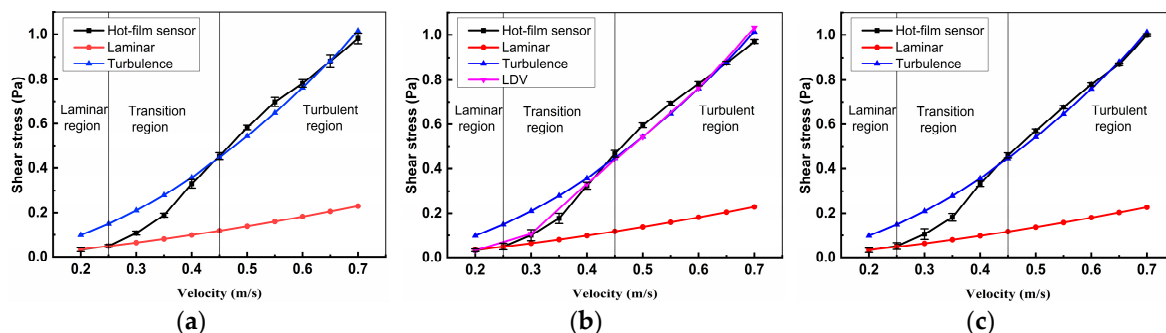 1.0
0.8
0.6
0.4
0.2
0.0
Shear stress (Pa)
Hot-film sensor
Laminar
Turbulence
Laminar
region
Transition
region
Turbulent
region
0.2 0.3 0.4 0.5 0.6 0.7
Velocity (m/s)
(a)
1.0
0.8
0.6
0.4
0.2
0.0
Shear stress (Pa)
Hot-film sensor
Laminar
Turbulence
LDV
Laminar
region
Transition
region
Turbulent
region
0.2 0.3 0.4 0.5 0.6 0.7
Velocity (m/s)
(b)
1.0
0.8
0.6
0.4
0.2
0.0
Shear stress (Pa)
Hot-film sensor
Laminar
Turbulence
Laminar
region
Transition
region
Turbulent
region
0.2 0.3 0.4 0.5 0.6 0.7
Velocity (m/s)
(c)